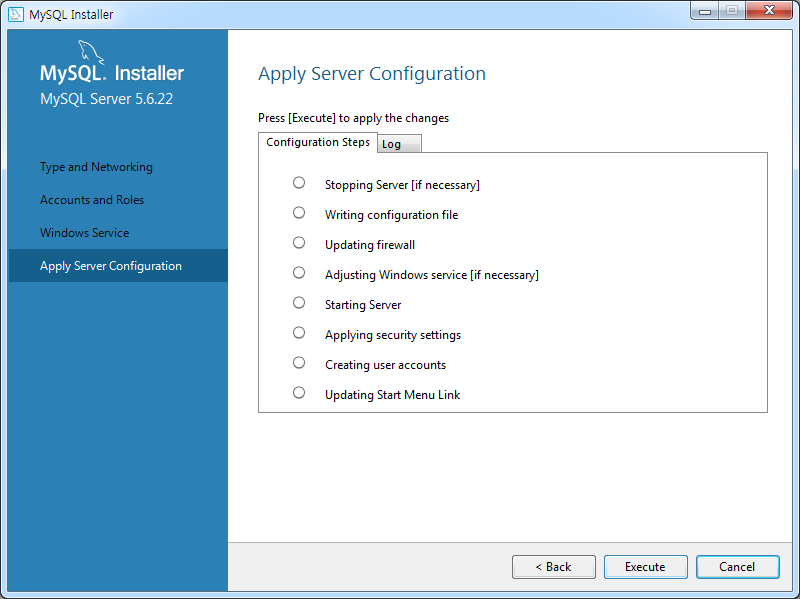 MySQL Installer
MySQL. Installer
MySQL Server 5.6.22
Type and Networking
Accounts and Roles
Windows Service
Apply Server Configuration
Apply Server Configuration
Press [Execute] to apply the changes
Configuration Steps Log
Stopping Server [if necessary]
Writing configuration file
Updating firewall
Adjusting Windows service [if necessary]
Starting Server
Applying security settings
Creating user accounts
Updating Start Menu Link
< Back Execute Cancel